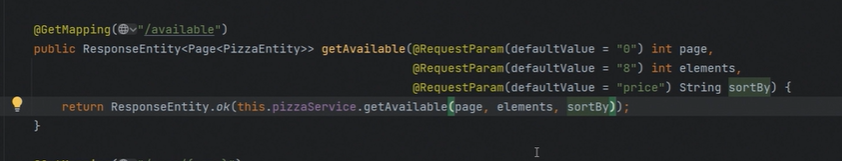 @GetMapping("/available")
public ResponseEntity<Page<PizzaEntity>> getAvailable(@RequestParam(defaultValue = "0") int page,
@RequestParam(defaultValue = "8") int elements,
@RequestParam(defaultValue = "price") String sortBy) {
return ResponseEntity.ok(this.pizzaService.getAvailable(page, elements, sortBy));
}